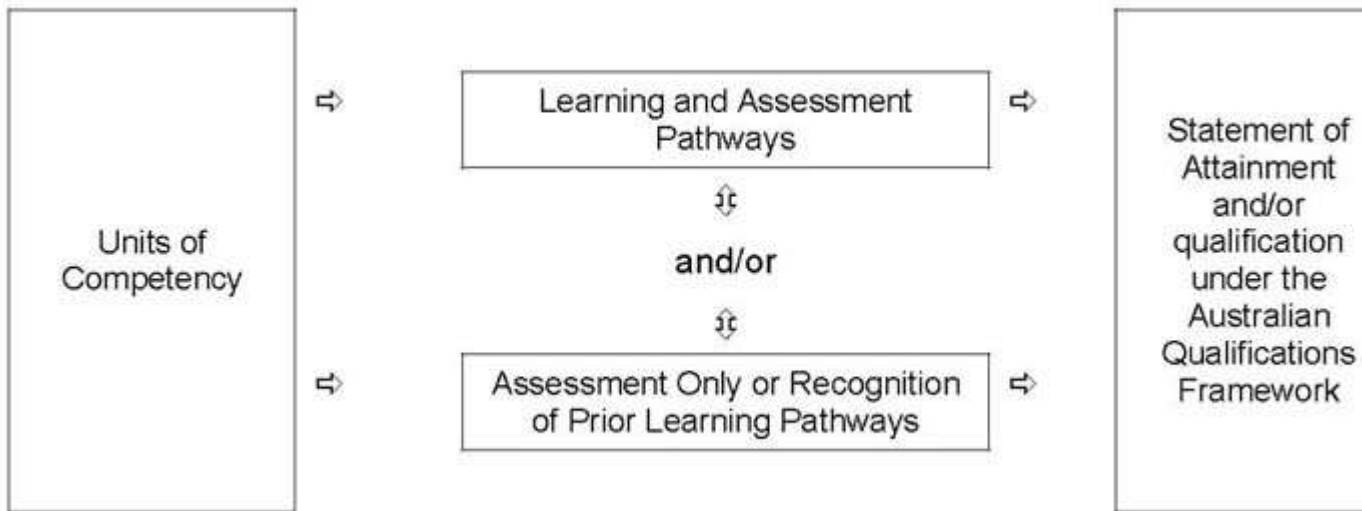 Units of
Competency
Learning and Assessment
Pathways
and/or
Assessment Only or Recognition
of Prior Learning Pathways
Statement of
Attainment
and/or
qualification
under the
Australian
Qualifications
Framework